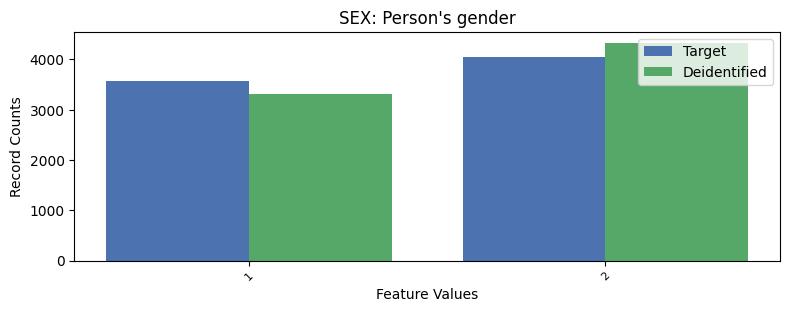 SEX: Person's gender
Target
Deidentified
Record Counts
4000
3000
2000
1000
0
1
2
Feature Values